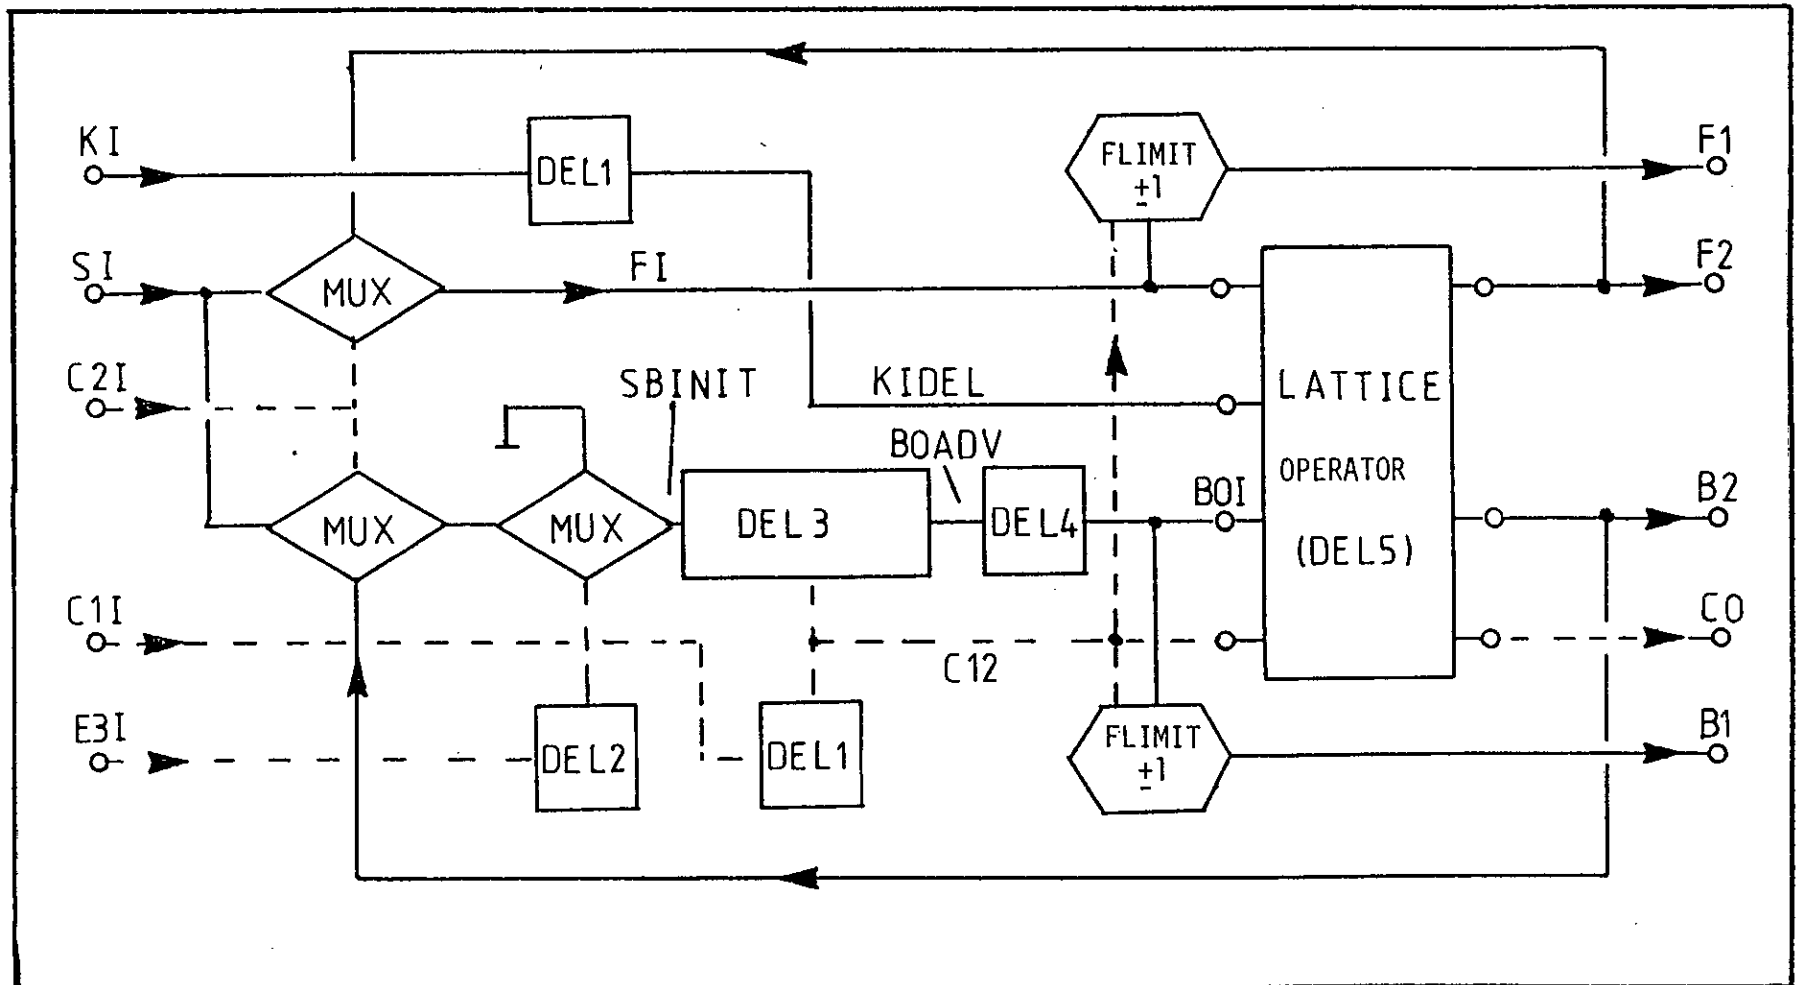 KI
DEL1
FLIMIT
±1
F1
SI
MUX
FI
F2
C2I
SBINIT
KIDEL
LATTICE
OPERATOR
(DEL5)
BOADV
MUX
MUX
DEL3
DEL4
BOI
B2
C1I
C12
CO
E3I
DEL2
DEL1
FLIMIT
±1
B1